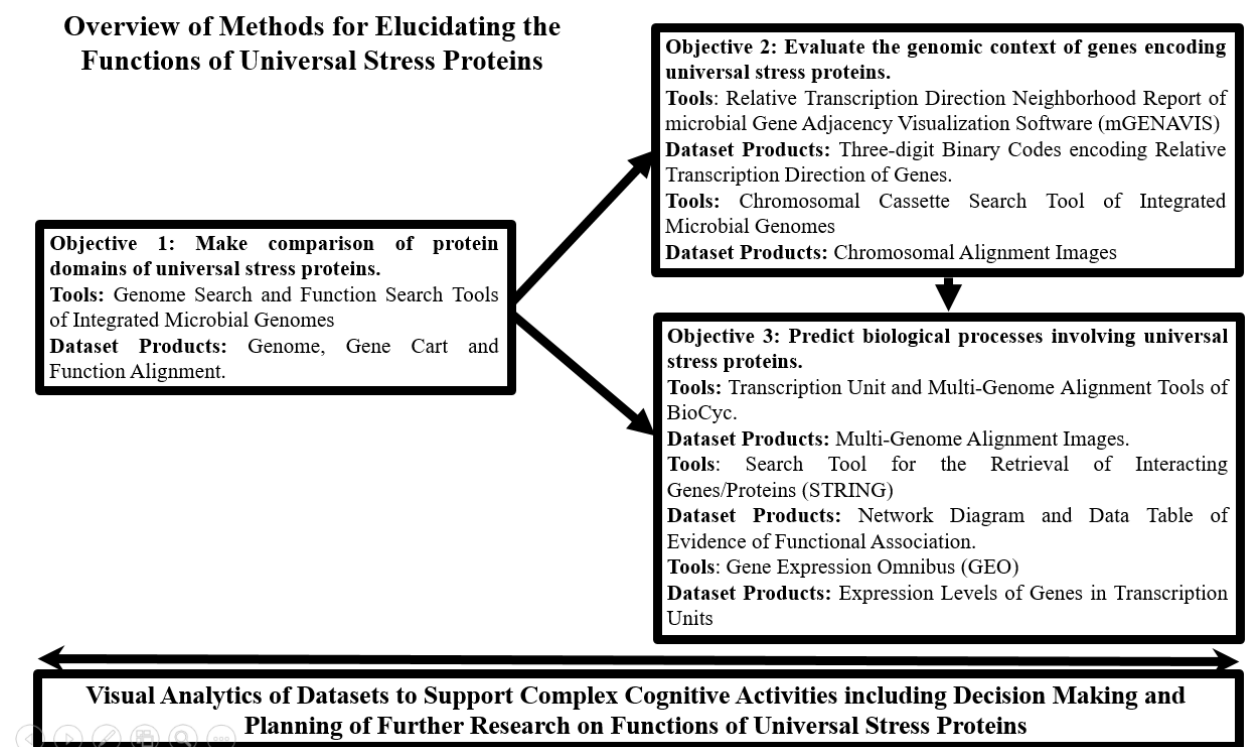 Overview of Methods for Elucidating the
Functions of Universal Stress Proteins
Objective 1: Make comparison of protein
domains of universal stress proteins.
Tools: Genome Search and Function Search Tools
of Integrated Microbial Genomes
Dataset Products: Genome, Gene Cart and
Function Alignment.
Objective 2: Evaluate the genomic context of genes encoding
universal stress proteins.
Tools: Relative Transcription Direction Neighborhood Report of
microbial Gene Adjacency Visualization Software (mGENAVIS)
Dataset Products: Three-digit Binary Codes encoding Relative
Transcription Direction of Genes.
Tools: Chromosomal Cassette Search Tool of Integrated
Microbial Genomes
Dataset Products: Chromosomal Alignment Images
Objective 3: Predict biological processes involving universal
stress proteins.
Tools: Transcription Unit and Multi-Genome Alignment Tools of
BioCyc.
Dataset Products: Multi-Genome Alignment Images.
Tools: Search Tool for the Retrieval of Interacting
Genes/Proteins (STRING)
Dataset Products: Network Diagram and Data Table of
Evidence of Functional Association.
Tools: Gene Expression Omnibus (GEO)
Dataset Products: Expression Levels of Genes in Transcription
Units
Visual Analytics of Datasets to Support Complex Cognitive Activities including Decision Making and
Planning of Further Research on Functions of Universal Stress Proteins